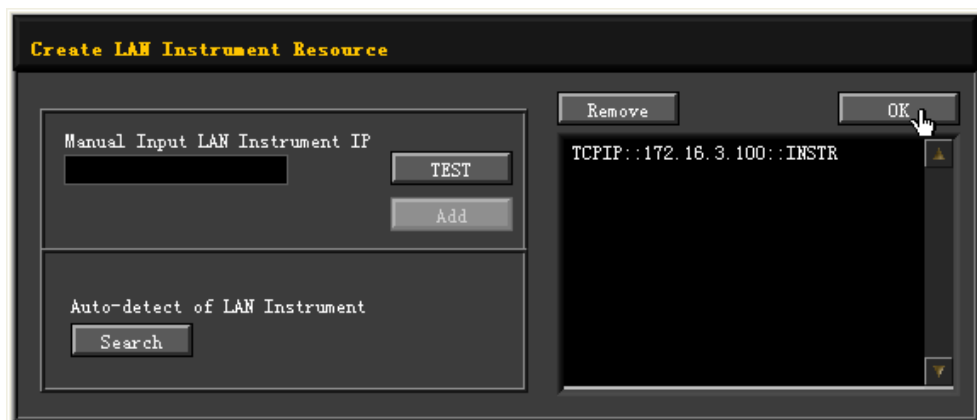 Create LAN Instrument Resource
Manual Input LAN Instrument IP
TEST
Add
Auto-detect of LAN Instrument
Search
Remove
OK
TCPIP::172.16.3.100::INSTR